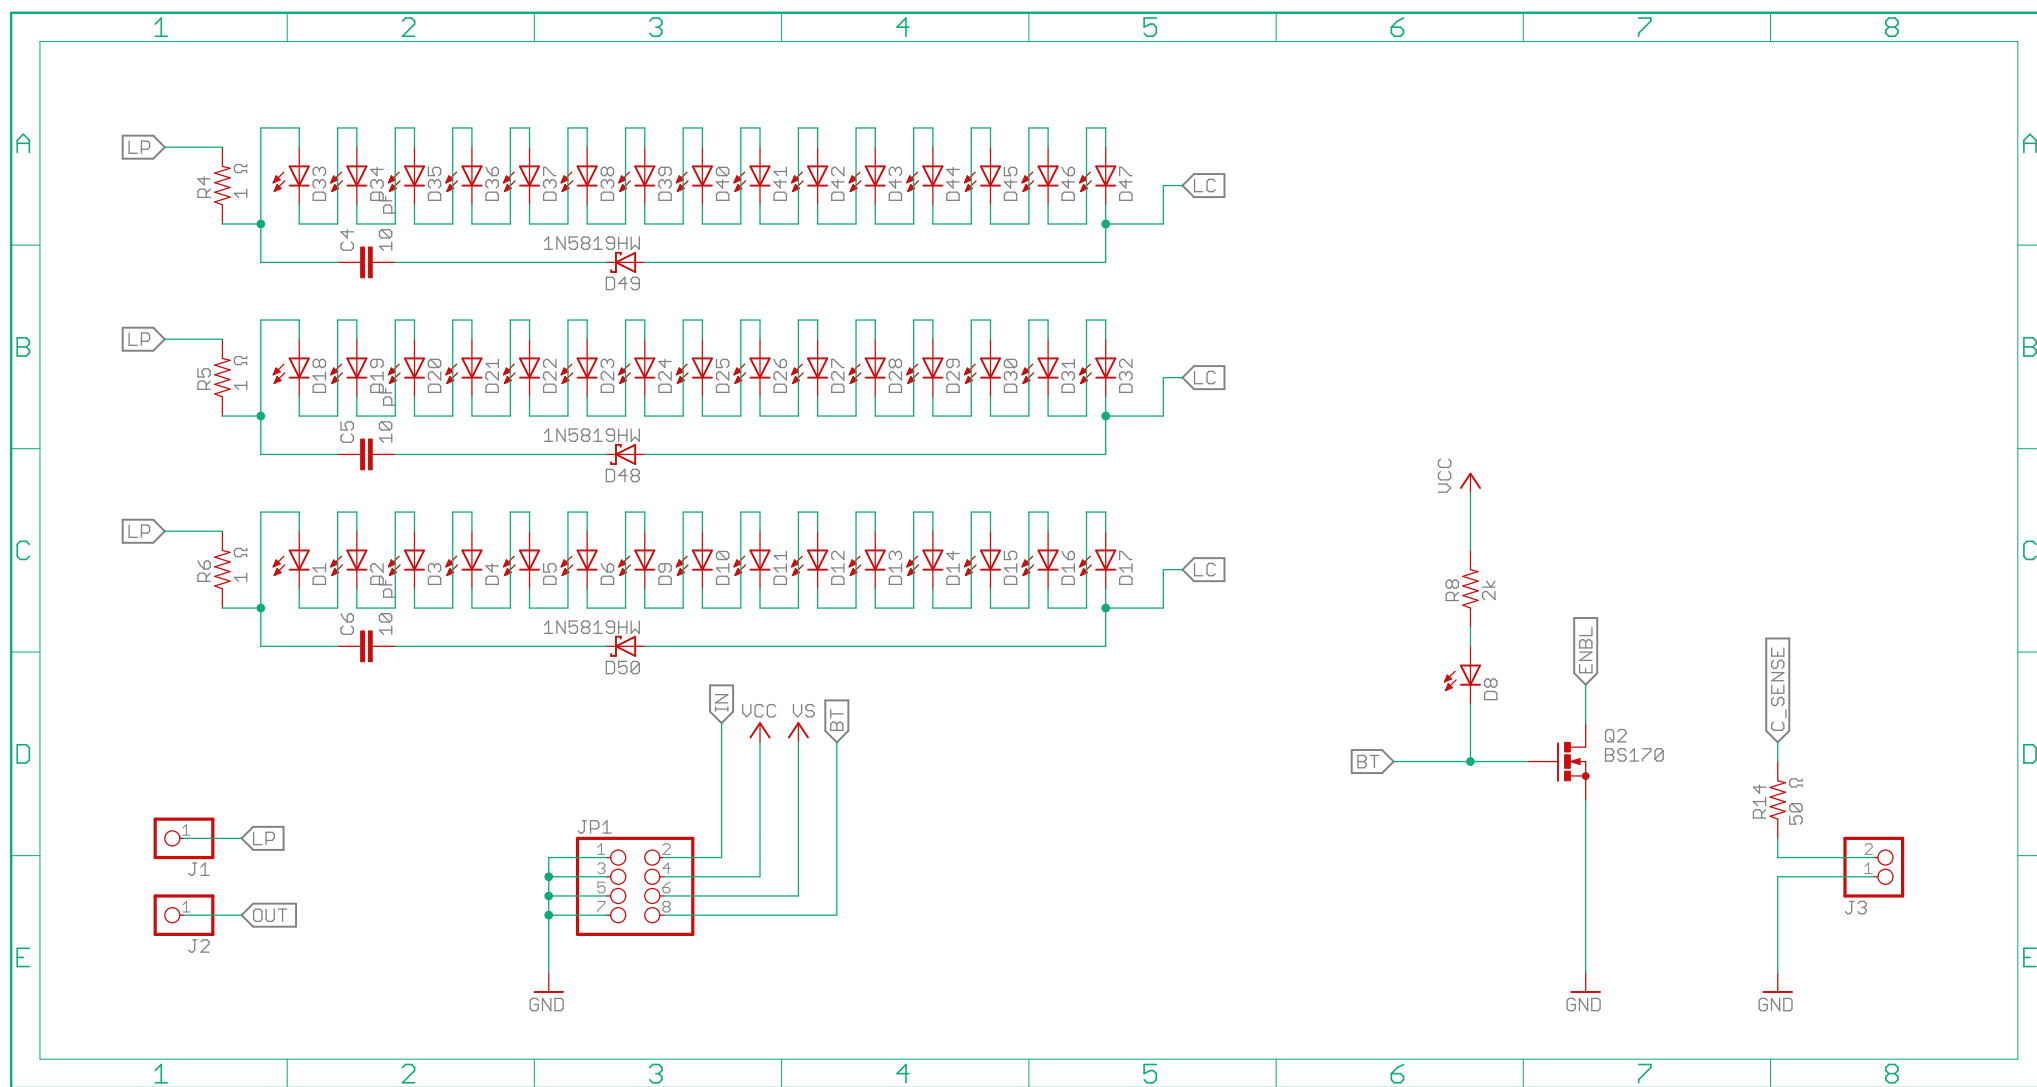 1 2 3 4 5 6 7 8
A A
LP
R4
1 Ω
D33 D34 D35 D36 D37 D38 D39 D40 D41 D42 D43 D44 D45 D46 D47
LC
C4
10 pF
1N5819HW
D49
B B
LP
R5
1 Ω
D18 D19 D20 D21 D22 D23 D24 D25 D26 D27 D28 D29 D30 D31 D32
LC
C5
10 pF
1N5819HW
D48
C C
LP
R6
1 Ω
D1 D2 D3 D4 D5 D6 D9 D10 D11 D12 D13 D14 D15 D16 D17
LC
C6
10 pF
1N5819HW
D50
VCC
R8
2k
D8
ENBL
C_SENSE
D D
IN
VCC
VS
BT
BT
Q2
BS170
R14
50 Ω
J1
1
LP
J2
1
OUT
JP1
1 2
3 4
5 6
7 8
GND
GND
2
1
J3
GND
E E
1 2 3 4 5 6 7 8